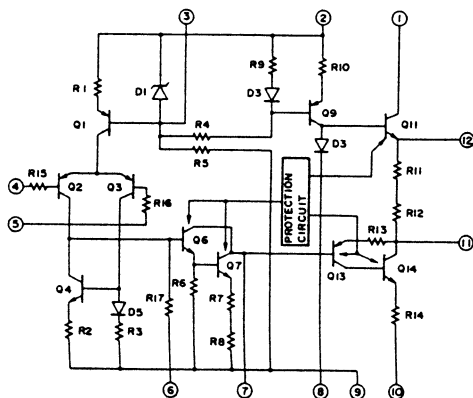 3
2
1
R1
D1
R9
R10
D3
Q1
R4
Q9
Q11
R5
D3
12
R15
4
Q2
Q3
R16
5
PROTECTION
CIRCUIT
R11
R12
R13
11
Q6
Q7
Q13
Q14
Q4
R17
R6
R7
D5
R2
R3
R8
R14
6
7
8
9
10